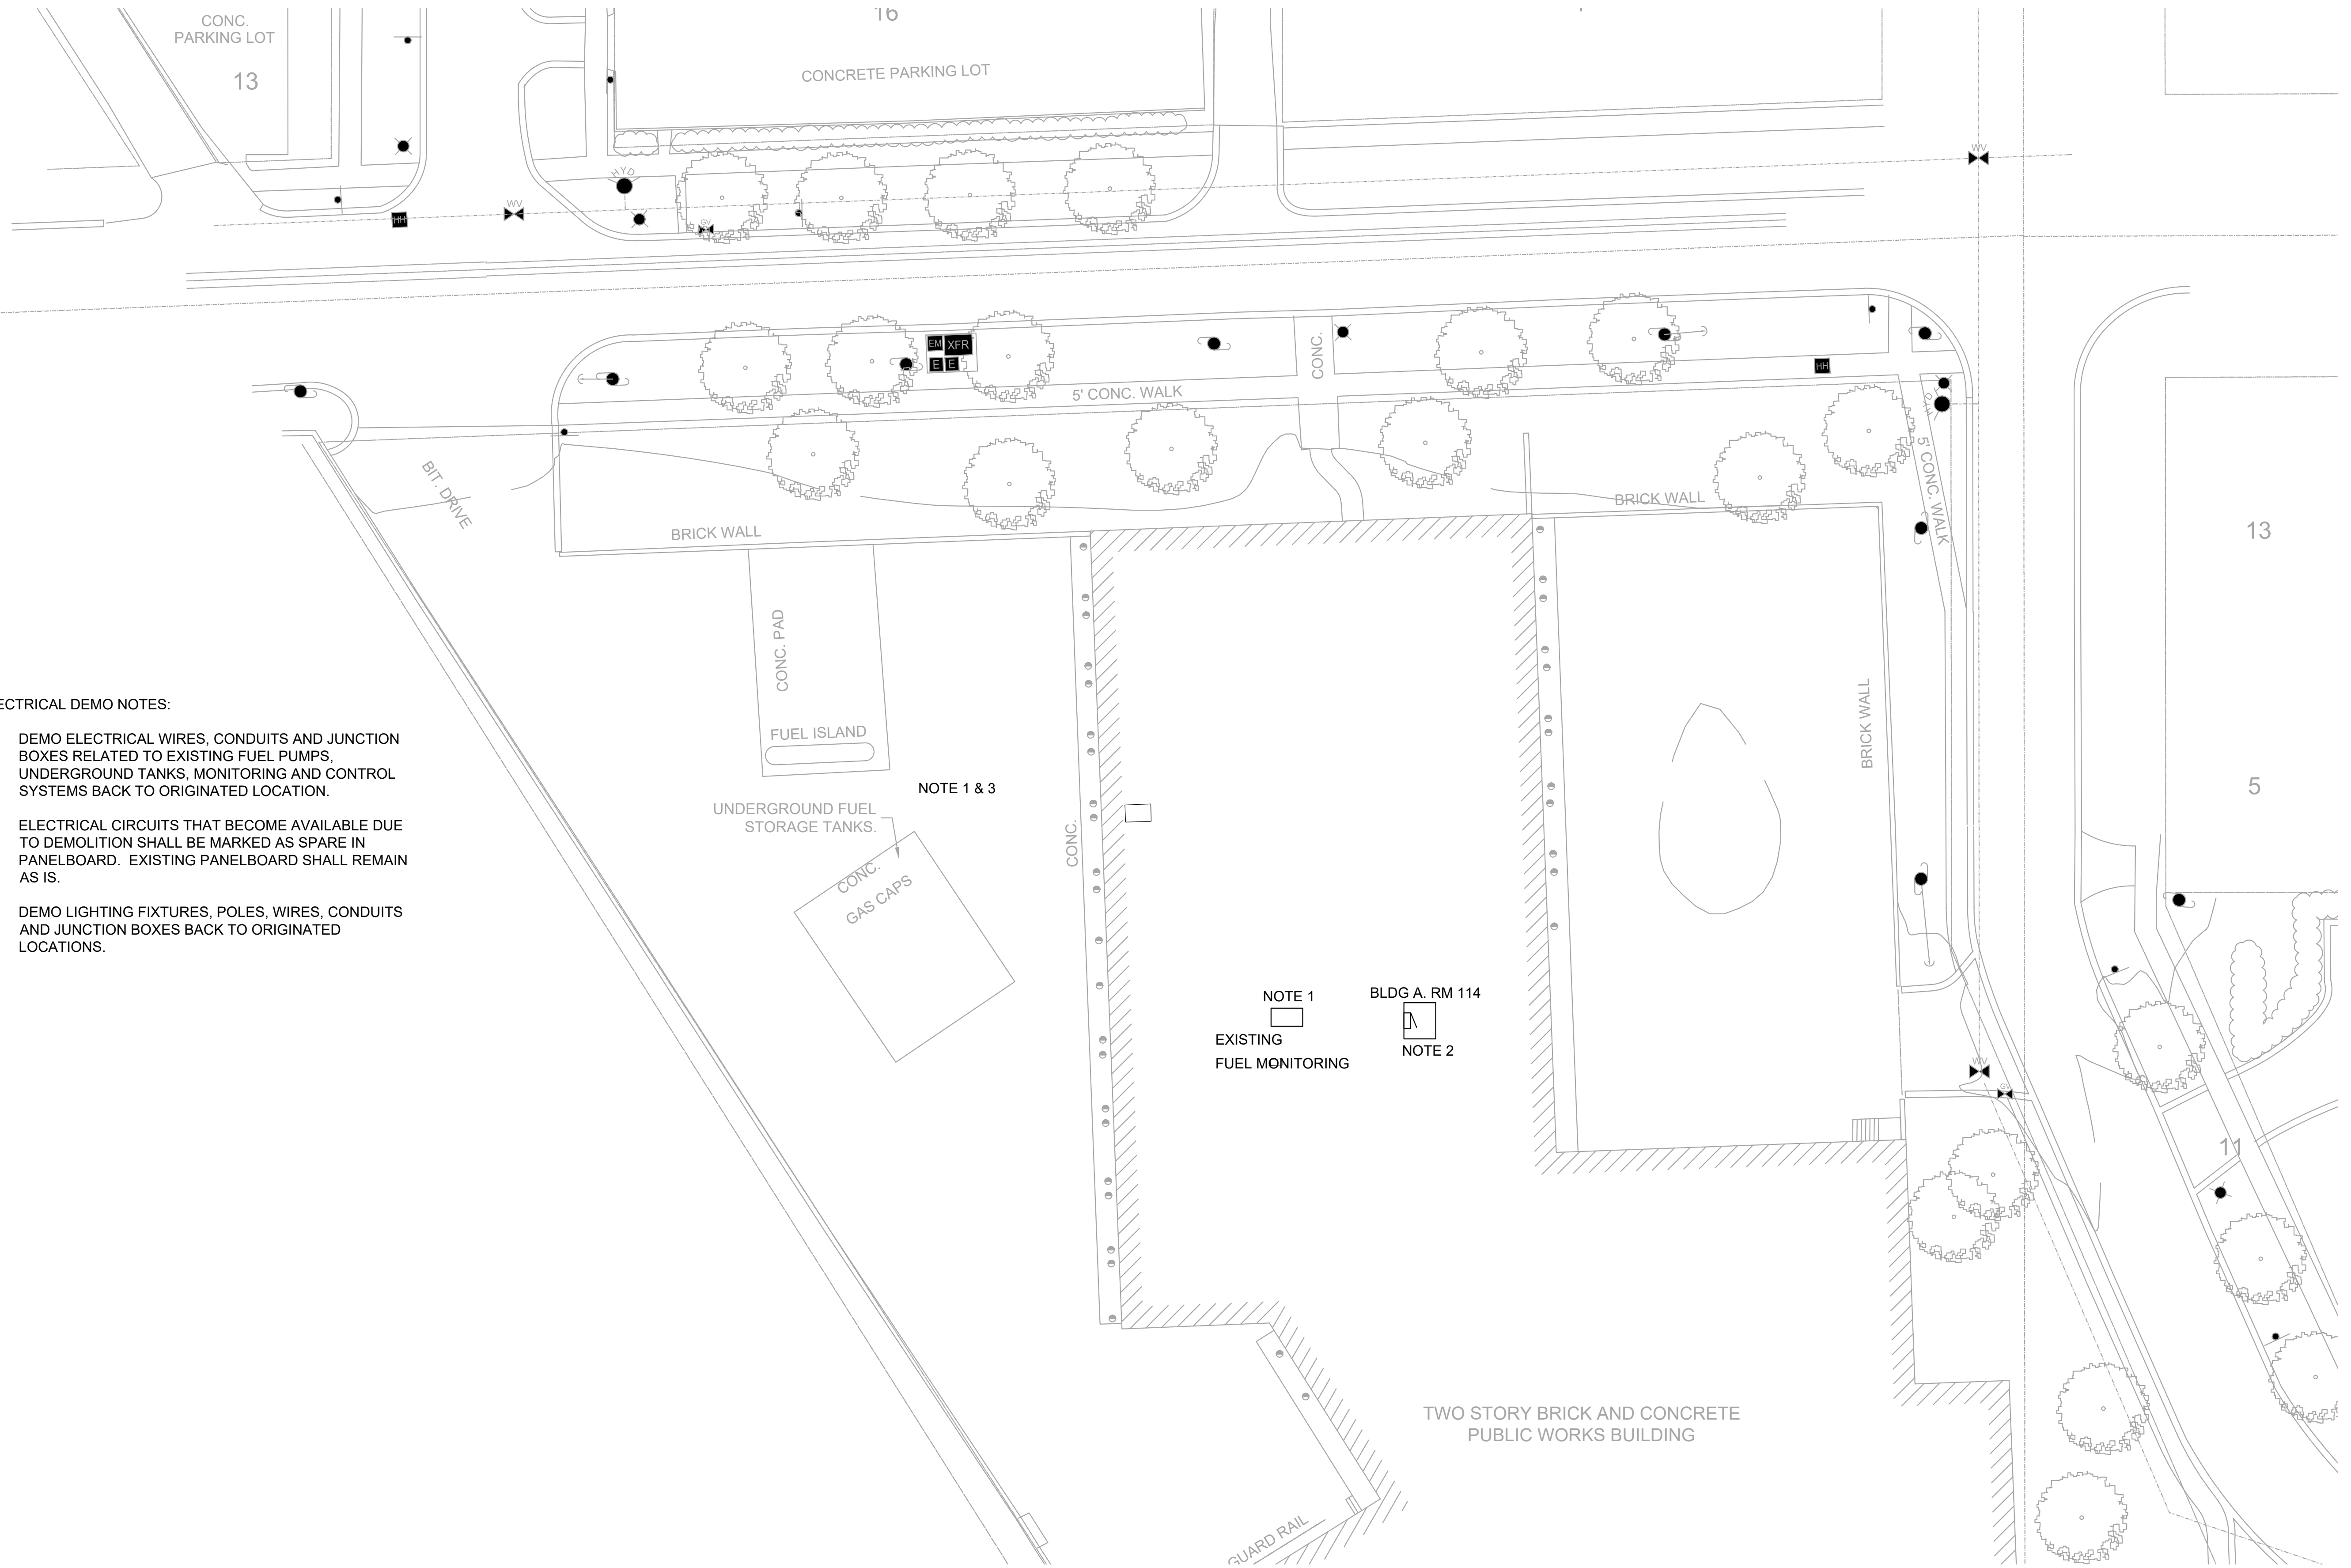 CONC.
PARKING LOT
13
16
CONCRETE PARKING LOT
WV
HYD
HH
WV
GV
EM
XFR
E
E
CONC.
5' CONC. WALK
HH
HYD
5' CONC. WALK
BIT. DRIVE
BRICK WALL
BRICK WALL
13
CONC. PAD
FUEL ISLAND
BRICK WALL
ECTRICAL DEMO NOTES:
DEMO ELECTRICAL WIRES, CONDUITS AND JUNCTION
BOXES RELATED TO EXISTING FUEL PUMPS,
UNDERGROUND TANKS, MONITORING AND CONTROL
SYSTEMS BACK TO ORIGINATED LOCATION.
ELECTRICAL CIRCUITS THAT BECOME AVAILABLE DUE
TO DEMOLITION SHALL BE MARKED AS SPARE IN
PANELBOARD. EXISTING PANELBOARD SHALL REMAIN
AS IS.
DEMO LIGHTING FIXTURES, POLES, WIRES, CONDUITS
AND JUNCTION BOXES BACK TO ORIGINATED
LOCATIONS.
NOTE 1 & 3
UNDERGROUND FUEL
STORAGE TANKS.
CONC.
GAS CAPS
CONC.
5
NOTE 1
EXISTING
FUEL MONITORING
BLDG A. RM 114
NOTE 2
WV
GV
11
TWO STORY BRICK AND CONCRETE
PUBLIC WORKS BUILDING
GUARD RAIL